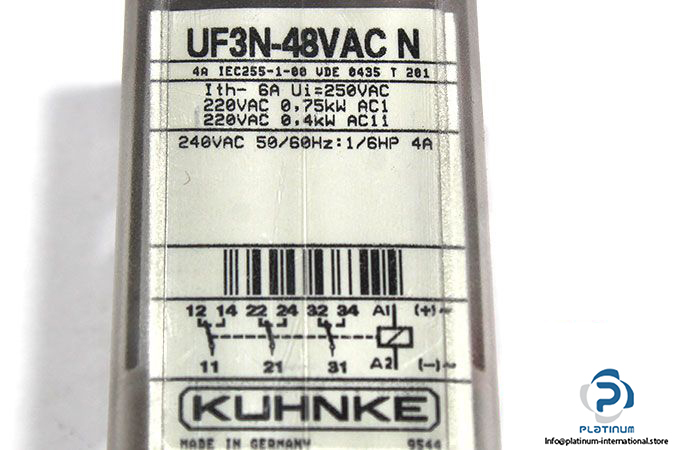 UF3N-48VAC N
4A IEC255-1-00 VDE 0435 T 201
Ith- 6A Ui=250VAC
220VAC 0,75kW AC1
220VAC 0.4kW AC11
240VAC 50/60Hz:1/6HP 4A
12 14 22 24 32 34 A1 (+)~
11 21 31 A2 (-)~
KUHNKE
MADE IN GERMANY 9544
PLATINUM
info@platinum-international.store